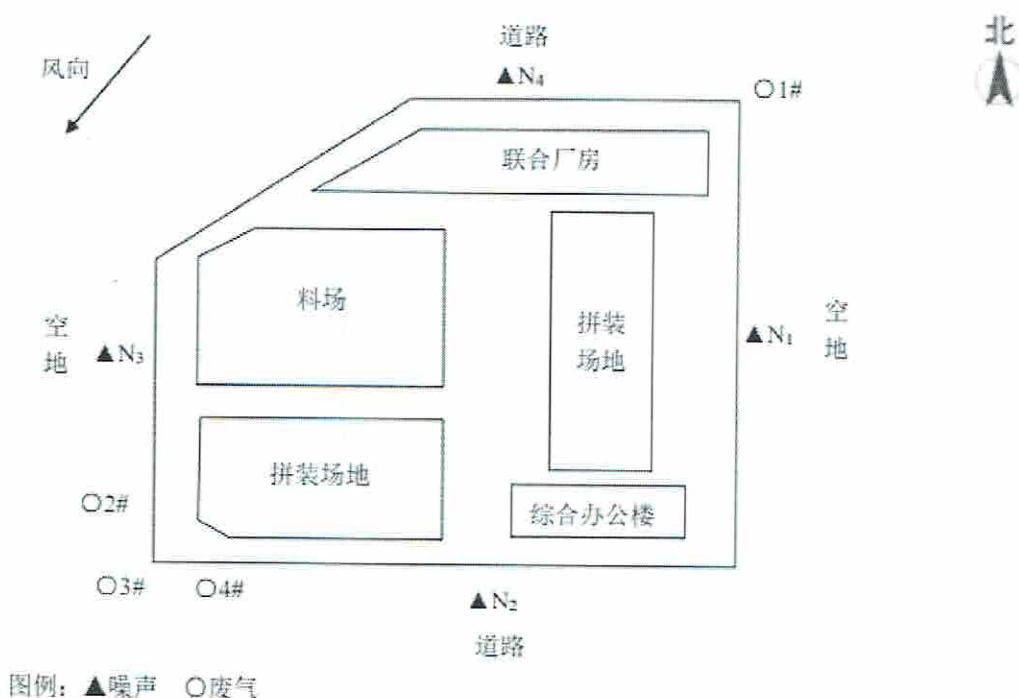 道路
北
风向
▲N₄
○1#
联合厂房
料场
拼装
场地
空
地
▲N₃
▲N₁
空
地
拼装场地
○2#
综合办公楼
○3#
○4#
▲N₂
道路
图例：▲噪声 ○废气